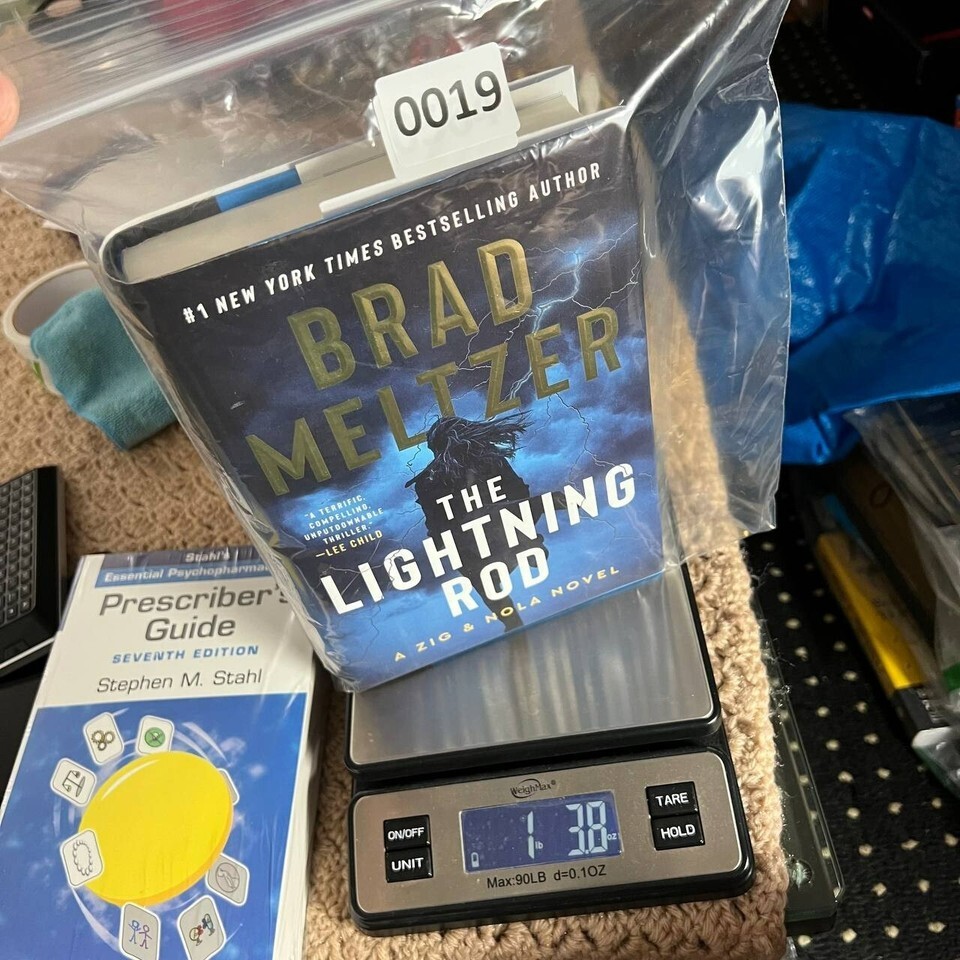 0019
#1 NEW YORK TIMES BESTSELLING AUTHOR
BRAD
MELTZER
"A TERRIFIC,
COMPELLING,
UNPUTDOWNABLE
THRILLER."
—LEE CHILD
THE
LIGHTNING
ROD
A ZIG & NOLA NOVEL
Stahl's
Essential Psychopharma
Prescriber's
Guide
SEVENTH EDITION
Stephen M. Stahl
WeighMax®
ON/OFF
UNIT
1 lb 3.8 oz
TARE
HOLD
Max:90LB d=0.1OZ